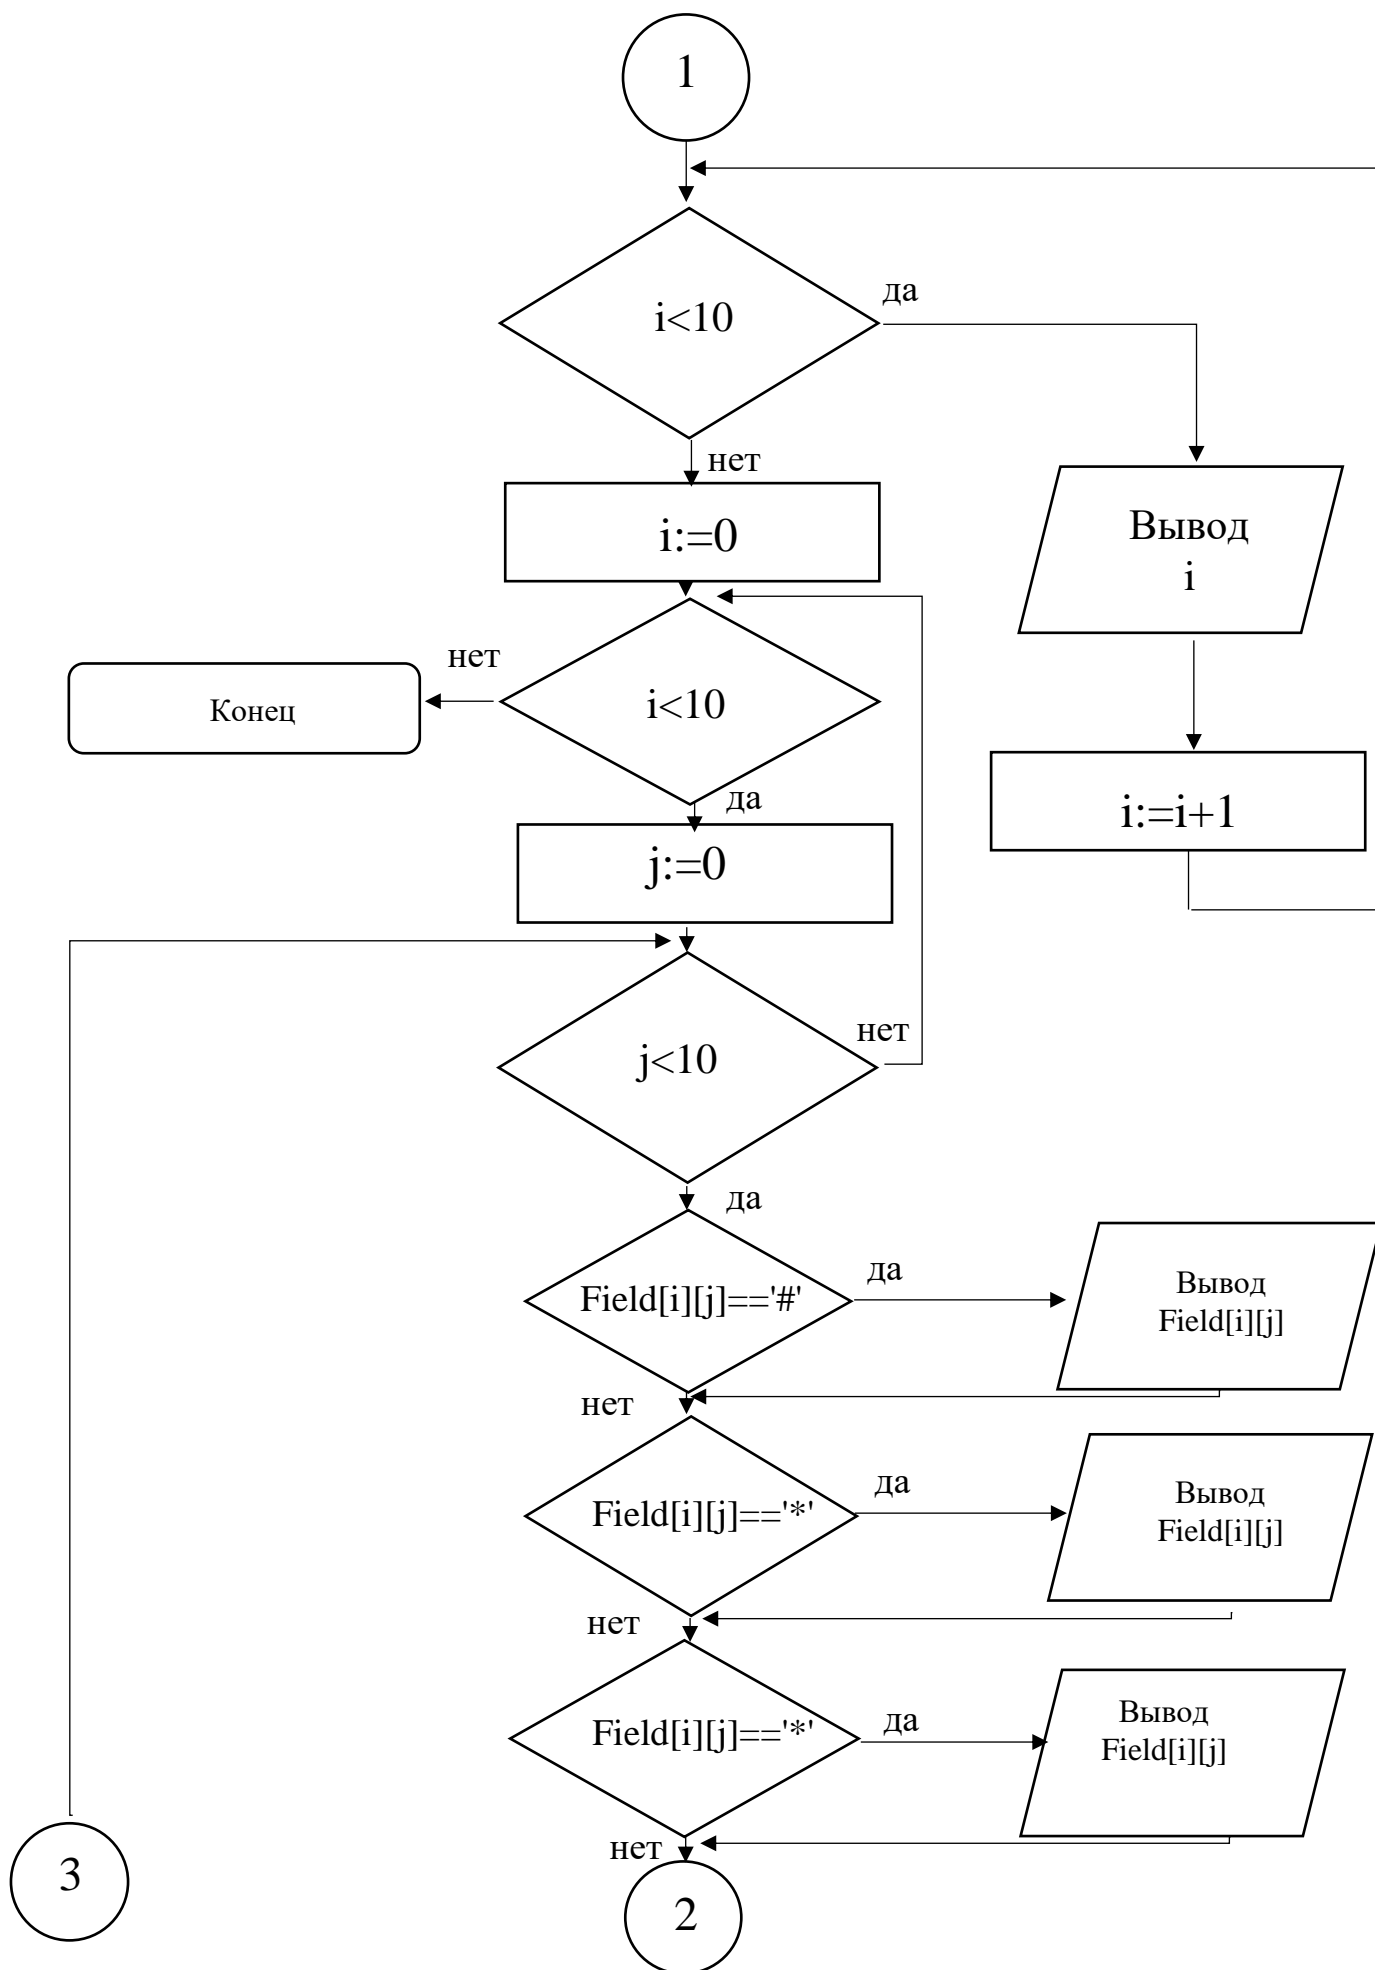 1
i<10
да
нет
i:=0
Вывод
i
нет
i<10
Конец
да
i:=i+1
j:=0
j<10
нет
да
Field[i][j]=='#'
да
Вывод
Field[i][j]
нет
Field[i][j]=='*'
да
Вывод
Field[i][j]
нет
Field[i][j]=='*'
да
Вывод
Field[i][j]
нет
3
2